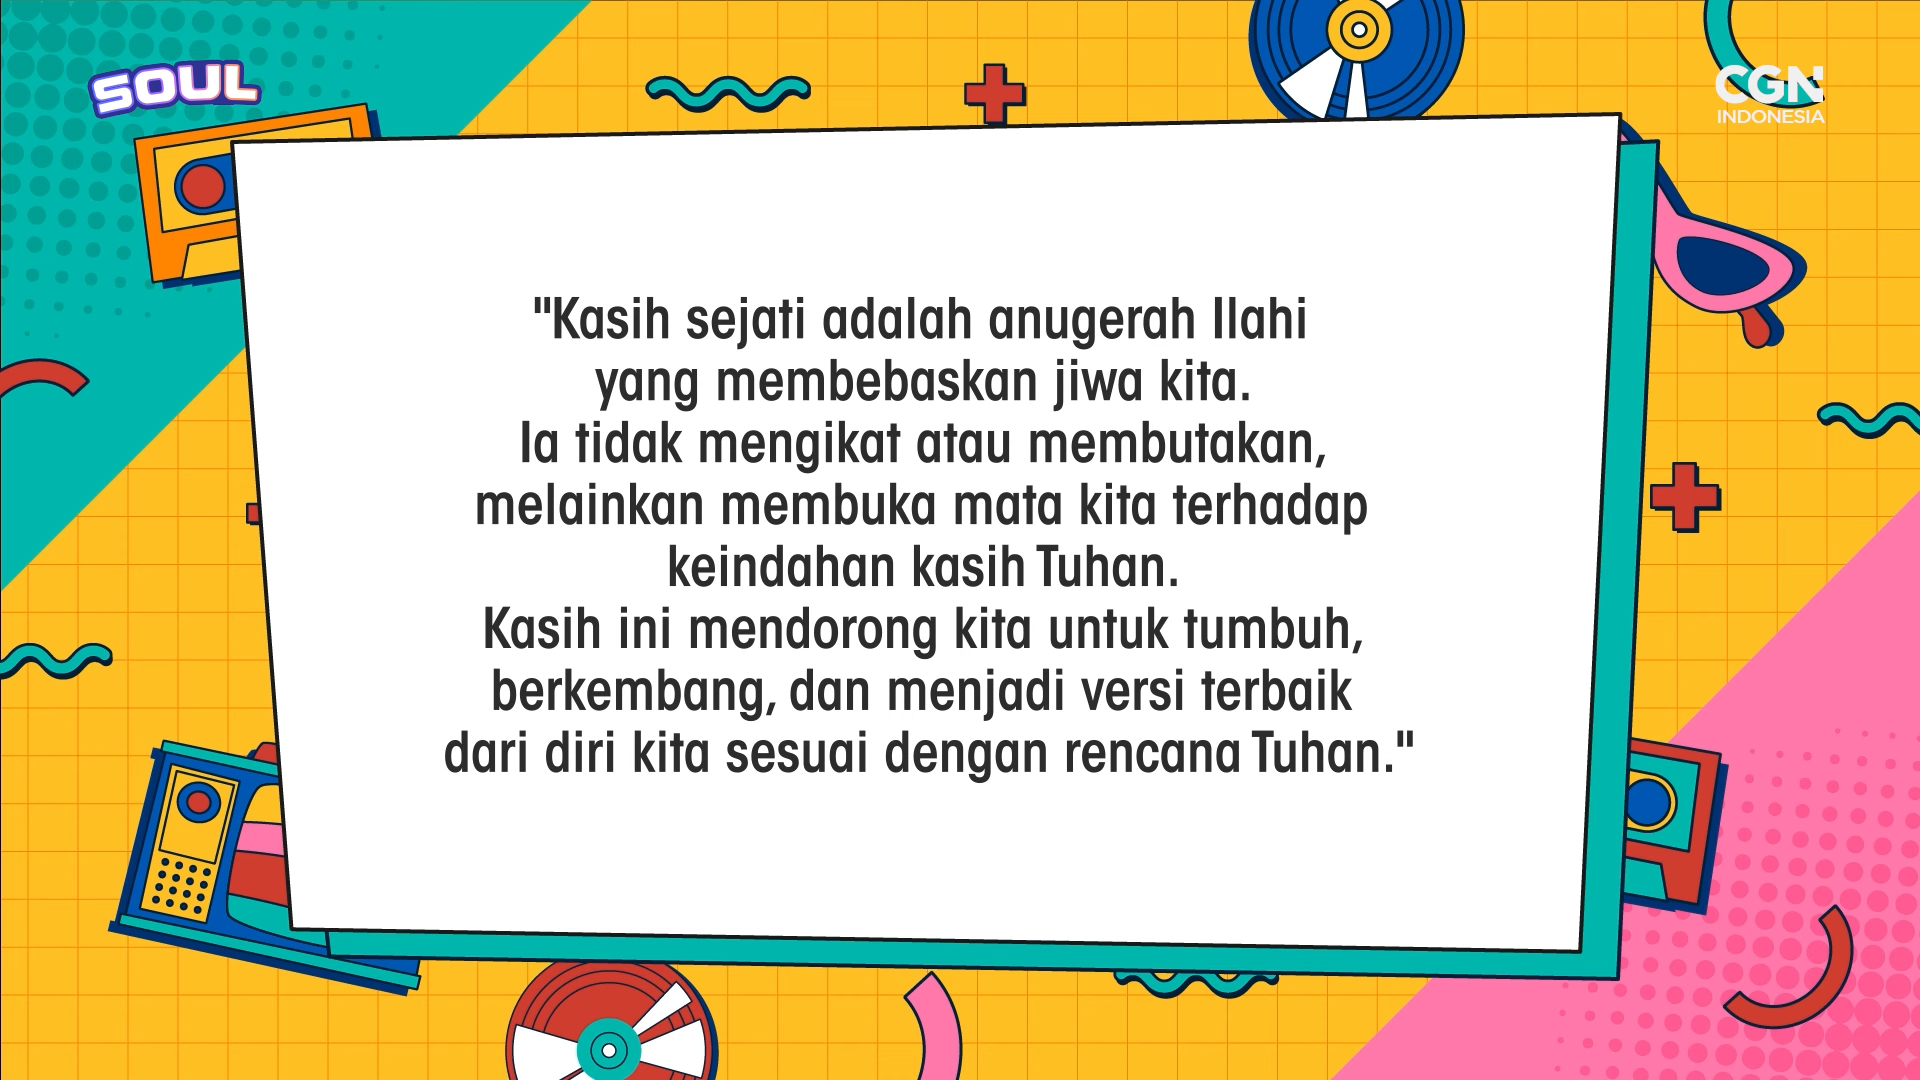 SOUL
CGN
INDONESIA
"Kasih sejati adalah anugerah Ilahi
yang membebaskan jiwa kita.
Ia tidak mengikat atau membutakan,
melainkan membuka mata kita terhadap
keindahan kasih Tuhan.
Kasih ini mendorong kita untuk tumbuh,
berkembang, dan menjadi versi terbaik
dari diri kita sesuai dengan rencana Tuhan."